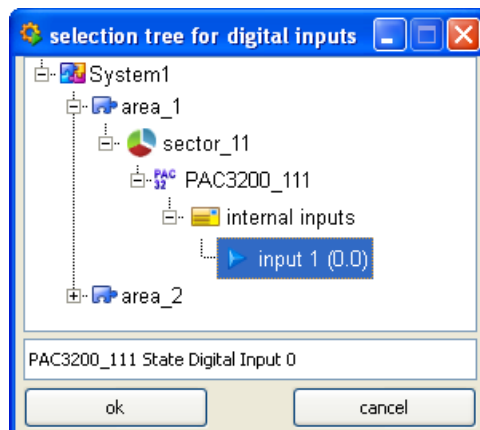 selection tree for digital inputs
System1
area_1
sector_11
PAC 32 PAC3200_111
internal inputs
input 1 (0.0)
area_2
PAC3200_111 State Digital Input 0
ok cancel